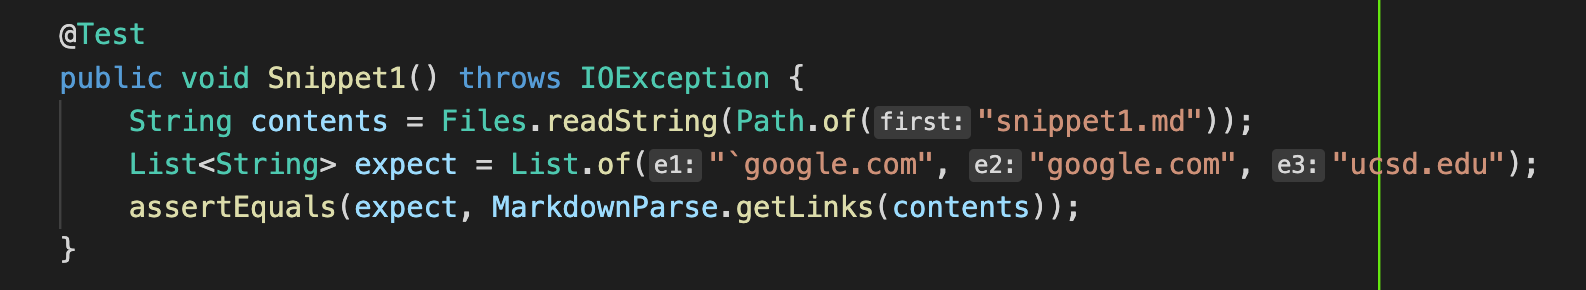 @Test
public void Snippet1() throws IOException {
    String contents = Files.readString(Path.of(first: "snippet1.md"));
    List<String> expect = List.of(e1: "`google.com", e2: "google.com", e3: "ucsd.edu");
    assertEquals(expect, MarkdownParse.getLinks(contents));
}